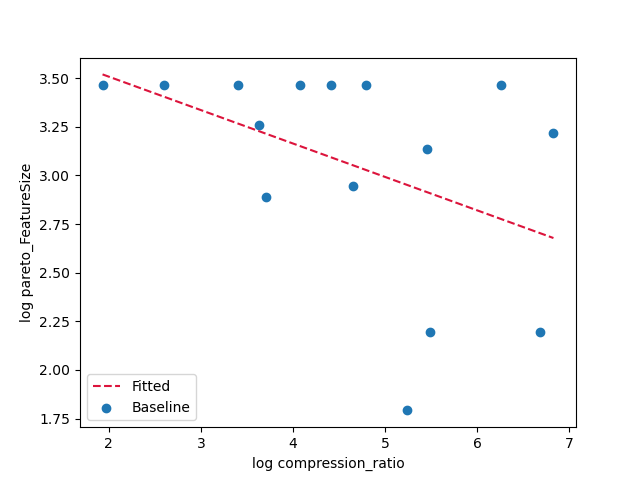 3.50
3.25
3.00
2.75
2.50
2.25
2.00
1.75
log pareto_FeatureSize
Fitted
Baseline
2 3 4 5 6 7
log compression_ratio